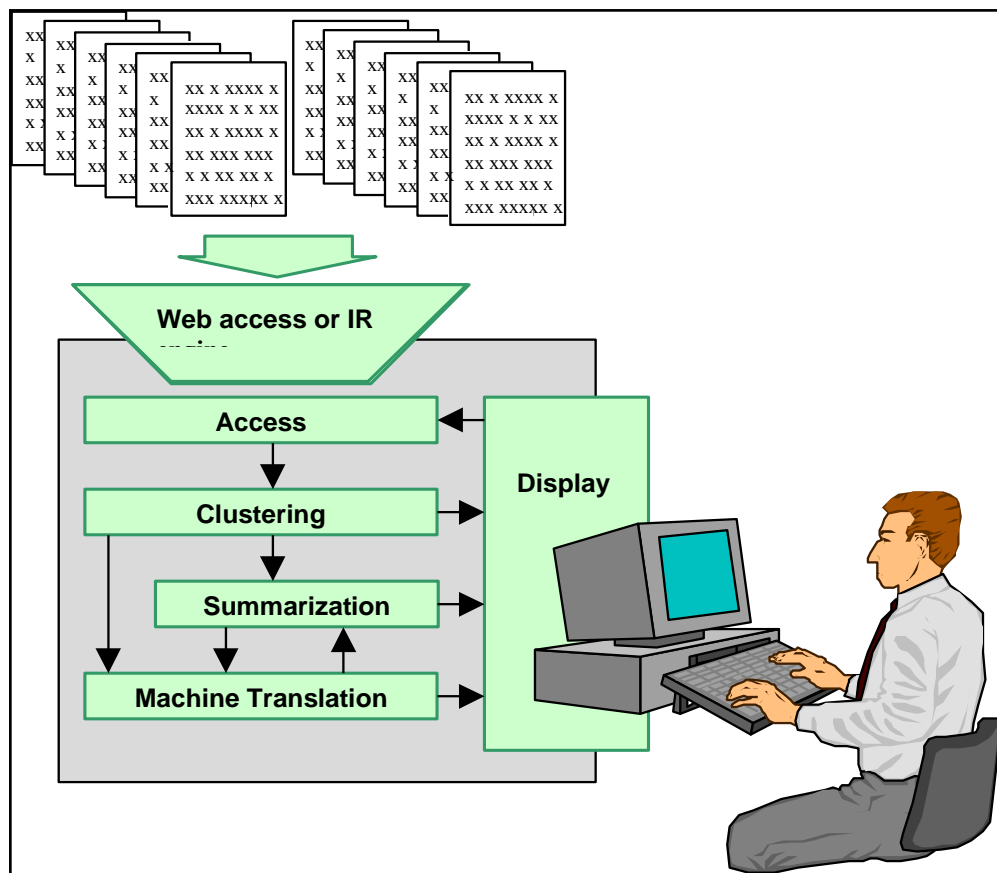 xx x xxxx x
xxxx x x xx
xx x xxxx x
xx xxx xxx
x x xx xx x
xxx xxxxx x
xx x xxxx x
xxxx x x xx
xx x xxxx x
xx xxx xxx
x x xx xx x
xxx xxxxx x
Web access or IR
Access
Display
Clustering
Summarization
Machine Translation